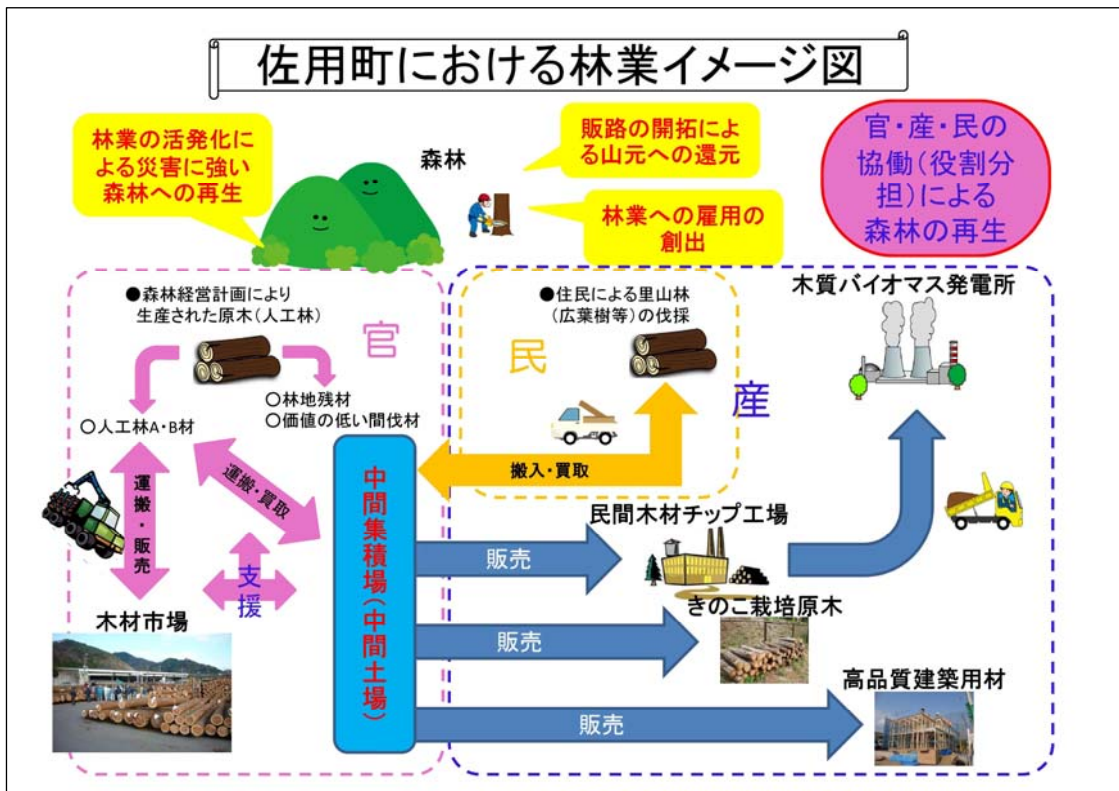 佐用町における林業イメージ図
林業の活発化に
よる災害に強い
森林への再生
森林
販路の開拓によ
る山元への還元
林業への雇用の
創出
官・産・民の
協働(役割分
担)による
森林の再生
●森林経営計画により
生産された原木(人工林)
官
○林地残材
○価値の低い間伐材
○人工林A・B材
運搬・販売
運搬・買取
支援
木材市場
中間集積場(中間土場)
●住民による里山林
(広葉樹等)の伐採
民
搬入・買取
産
木質バイオマス発電所
民間木材チップ工場
販売
きのこ栽培原木
販売
高品質建築用材
販売